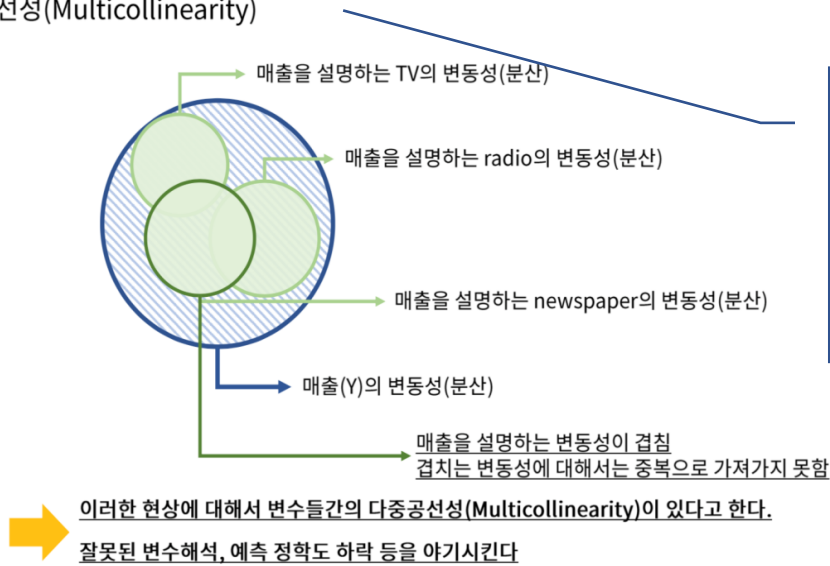 선성(Multicollinearity)
매출을 설명하는 TV의 변동성(분산)
매출을 설명하는 radio의 변동성(분산)
매출을 설명하는 newspaper의 변동성(분산)
매출(Y)의 변동성(분산)
매출을 설명하는 변동성이 겹침
겹치는 변동성에 대해서는 중복으로 가져가지 못함
이러한 현상에 대해서 변수들간의 다중공선성(Multicollinearity)이 있다고 한다.
잘못된 변수해석, 예측 정학도 하락 등을 야기시킨다